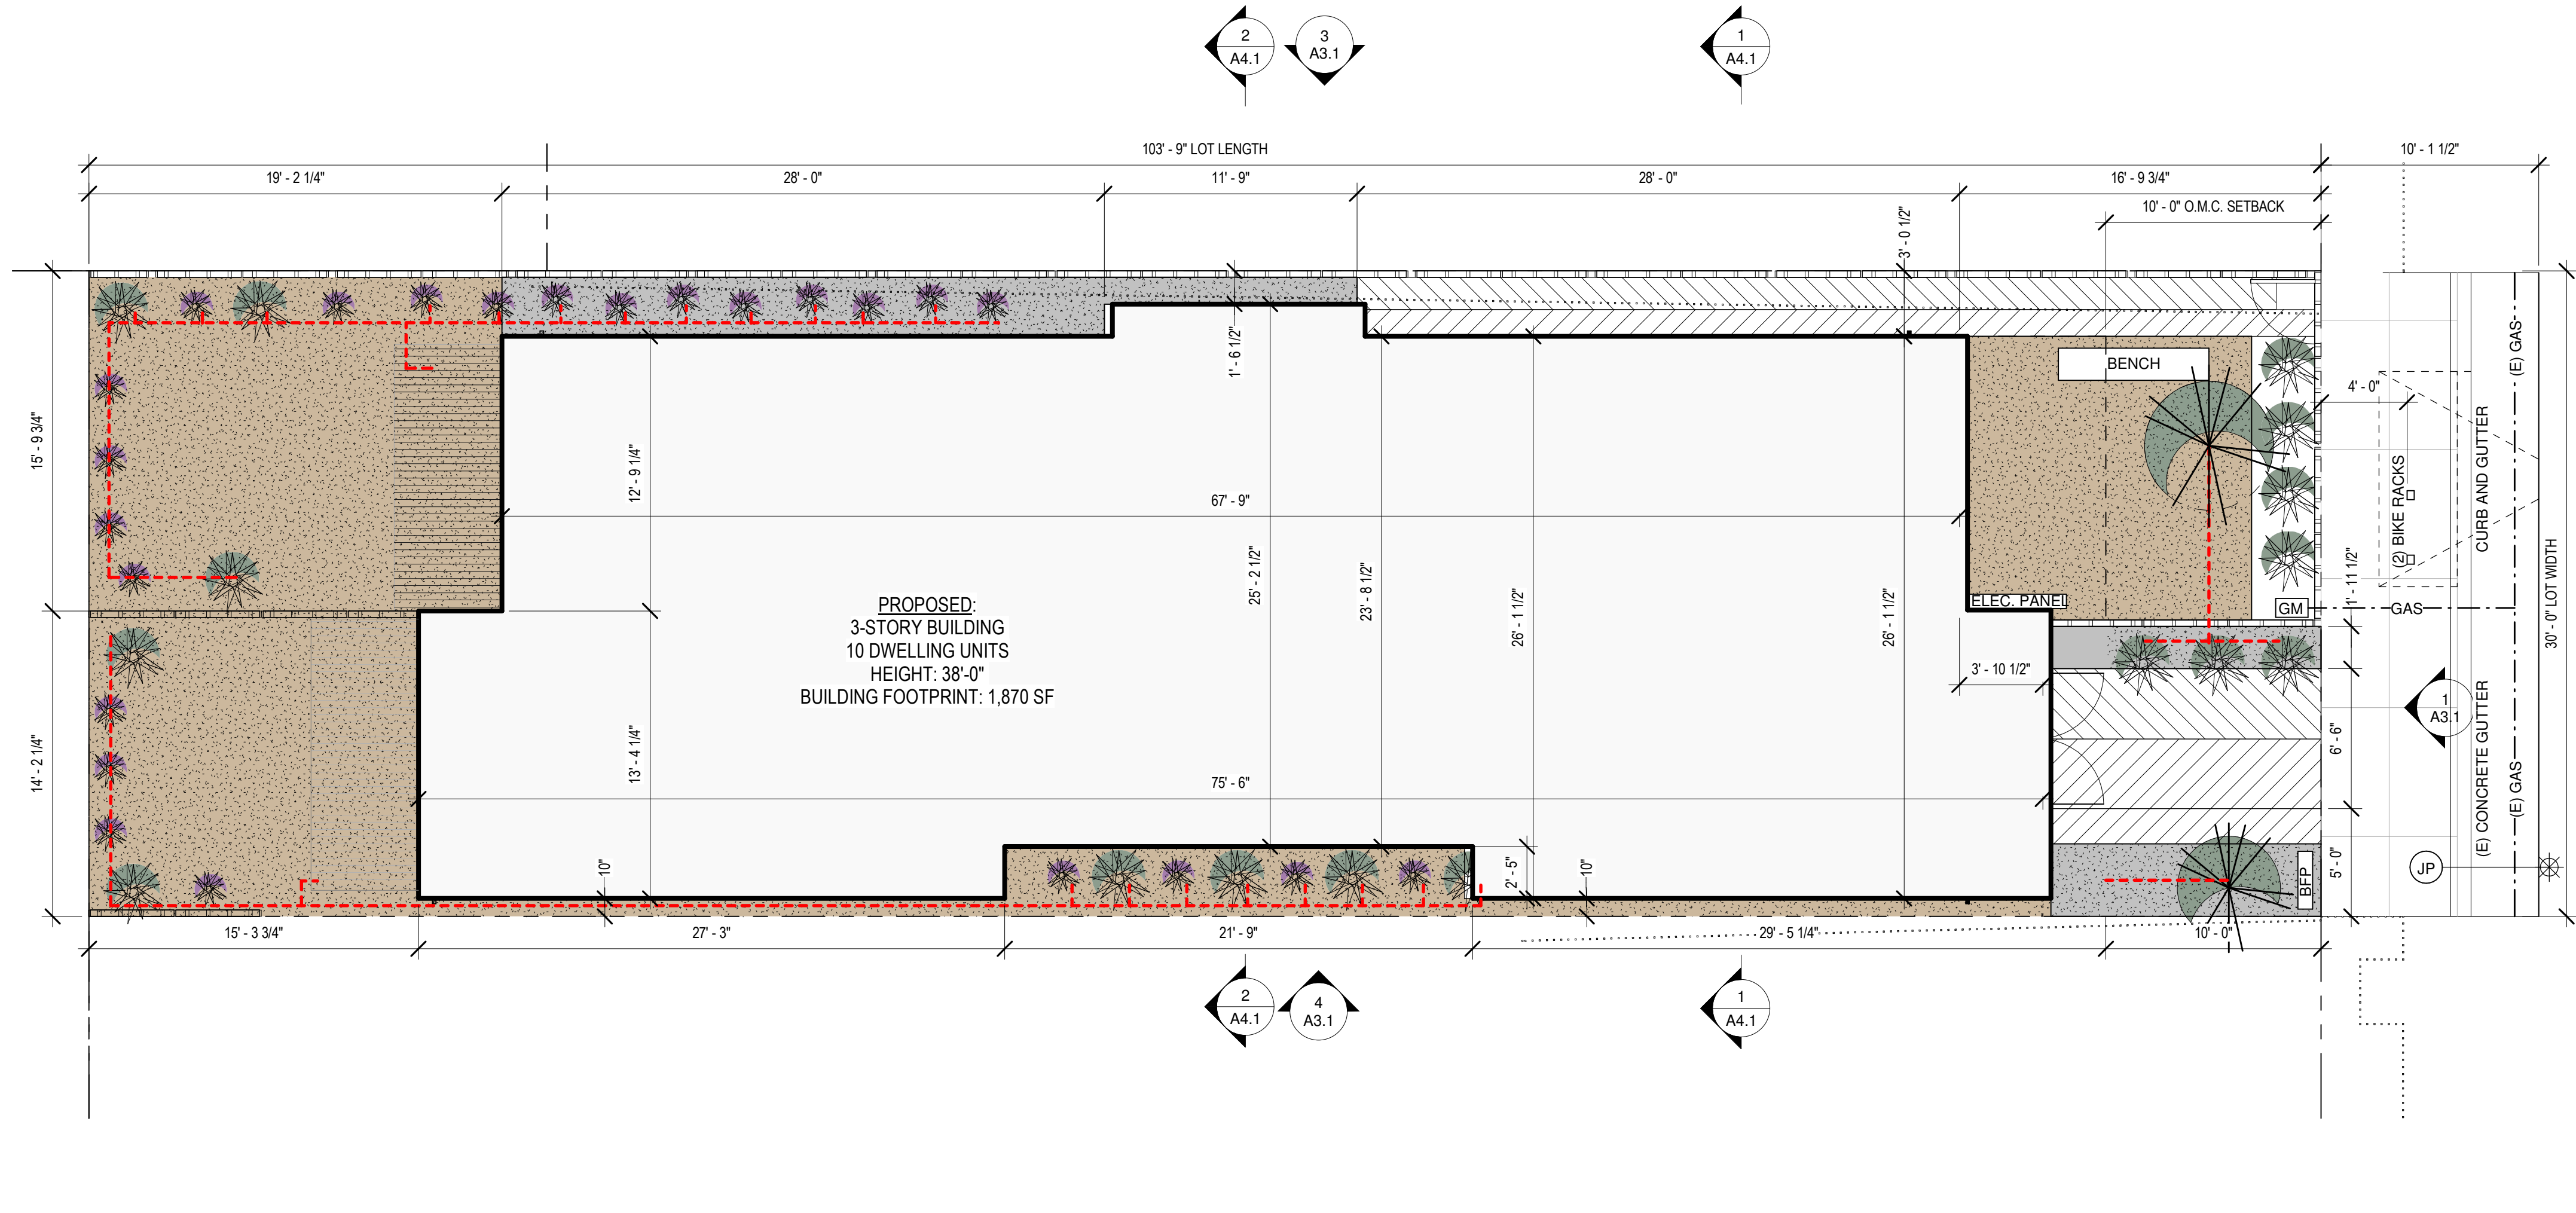 2
A4.1
3
A3.1
1
A4.1
103' - 9" LOT LENGTH
10' - 1 1/2"
19' - 2 1/4"
28' - 0"
11' - 9"
28' - 0"
16' - 9 3/4"
10' - 0" O.M.C. SETBACK
3' - 0 1/2"
1' - 6 1/2"
15' - 9 3/4"
12' - 9 1/4"
67' - 9"
25' - 2 1/2"
23' - 8 1/2"
26' - 1 1/2"
26' - 1 1/2"
BENCH
4' - 0"
(2) BIKE RACKS
CURB AND GUTTER
(E) GAS
30' - 0" LOT WIDTH
1' - 11 1/2"
ELEC. PANEL
GM
GAS
PROPOSED:
3-STORY BUILDING
10 DWELLING UNITS
HEIGHT: 38'-0"
BUILDING FOOTPRINT: 1,870 SF
3' - 10 1/2"
1
A3.1
14' - 2 1/4"
13' - 4 1/4"
75' - 6"
6' - 6"
(E) CONCRETE GUTTER
(E) GAS
10"
2' - 5"
10"
5' - 0"
BFP
JP
15' - 3 3/4"
27' - 3"
21' - 9"
29' - 5 1/4"
10' - 0"
2
A4.1
4
A3.1
1
A4.1